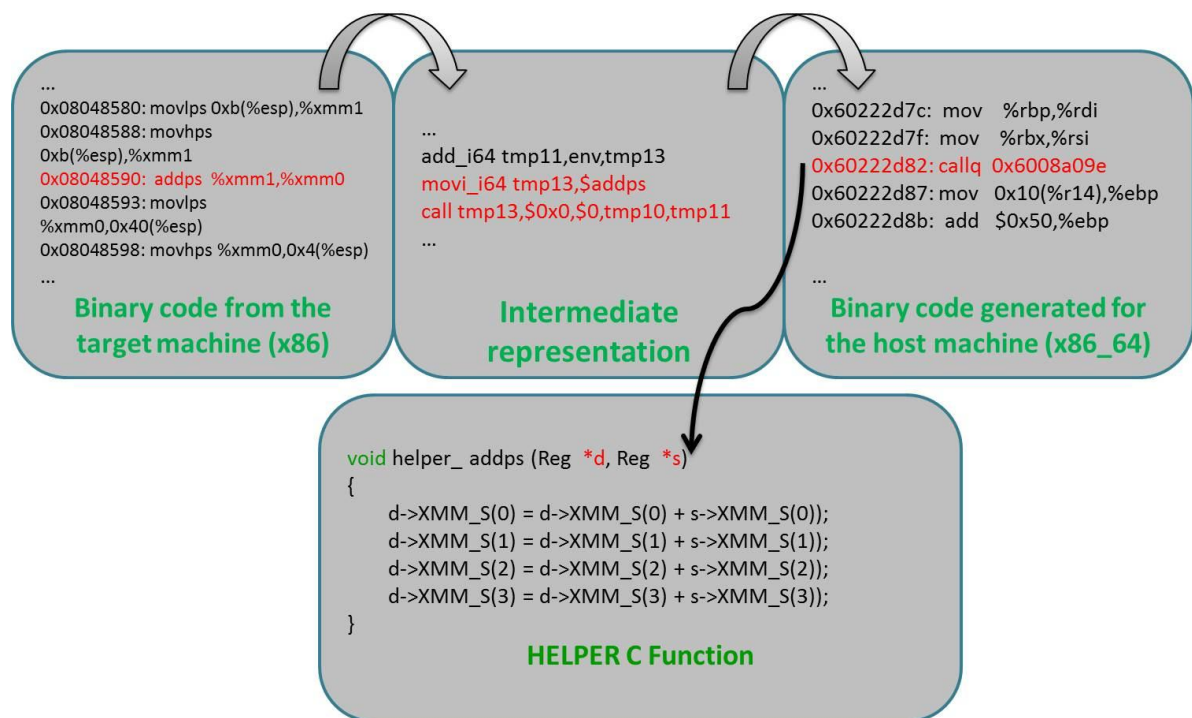 ...
0x08048580: movlps 0xb(%esp),%xmm1
0x08048588: movhps
0xb(%esp),%xmm1
0x08048590: addps %xmm1,%xmm0
0x08048593: movlps
%xmm0,0x40(%esp)
0x08048598: movhps %xmm0,0x4(%esp)
...
Binary code from the
target machine (x86)
...
add_i64 tmp11,env,tmp13
movi_i64 tmp13,$addps
call tmp13,$0x0,$0,tmp10,tmp11
...
Intermediate
representation
...
0x60222d7c: mov %rbp,%rdi
0x60222d7f: mov %rbx,%rsi
0x60222d82: callq 0x6008a09e
0x60222d87: mov 0x10(%r14),%ebp
0x60222d8b: add $0x50,%ebp
...
Binary code generated for
the host machine (x86_64)
void helper_ addps (Reg *d, Reg *s)
{
d->XMM_S(0) = d->XMM_S(0) + s->XMM_S(0));
d->XMM_S(1) = d->XMM_S(1) + s->XMM_S(1));
d->XMM_S(2) = d->XMM_S(2) + s->XMM_S(2));
d->XMM_S(3) = d->XMM_S(3) + s->XMM_S(3));
}
HELPER C Function